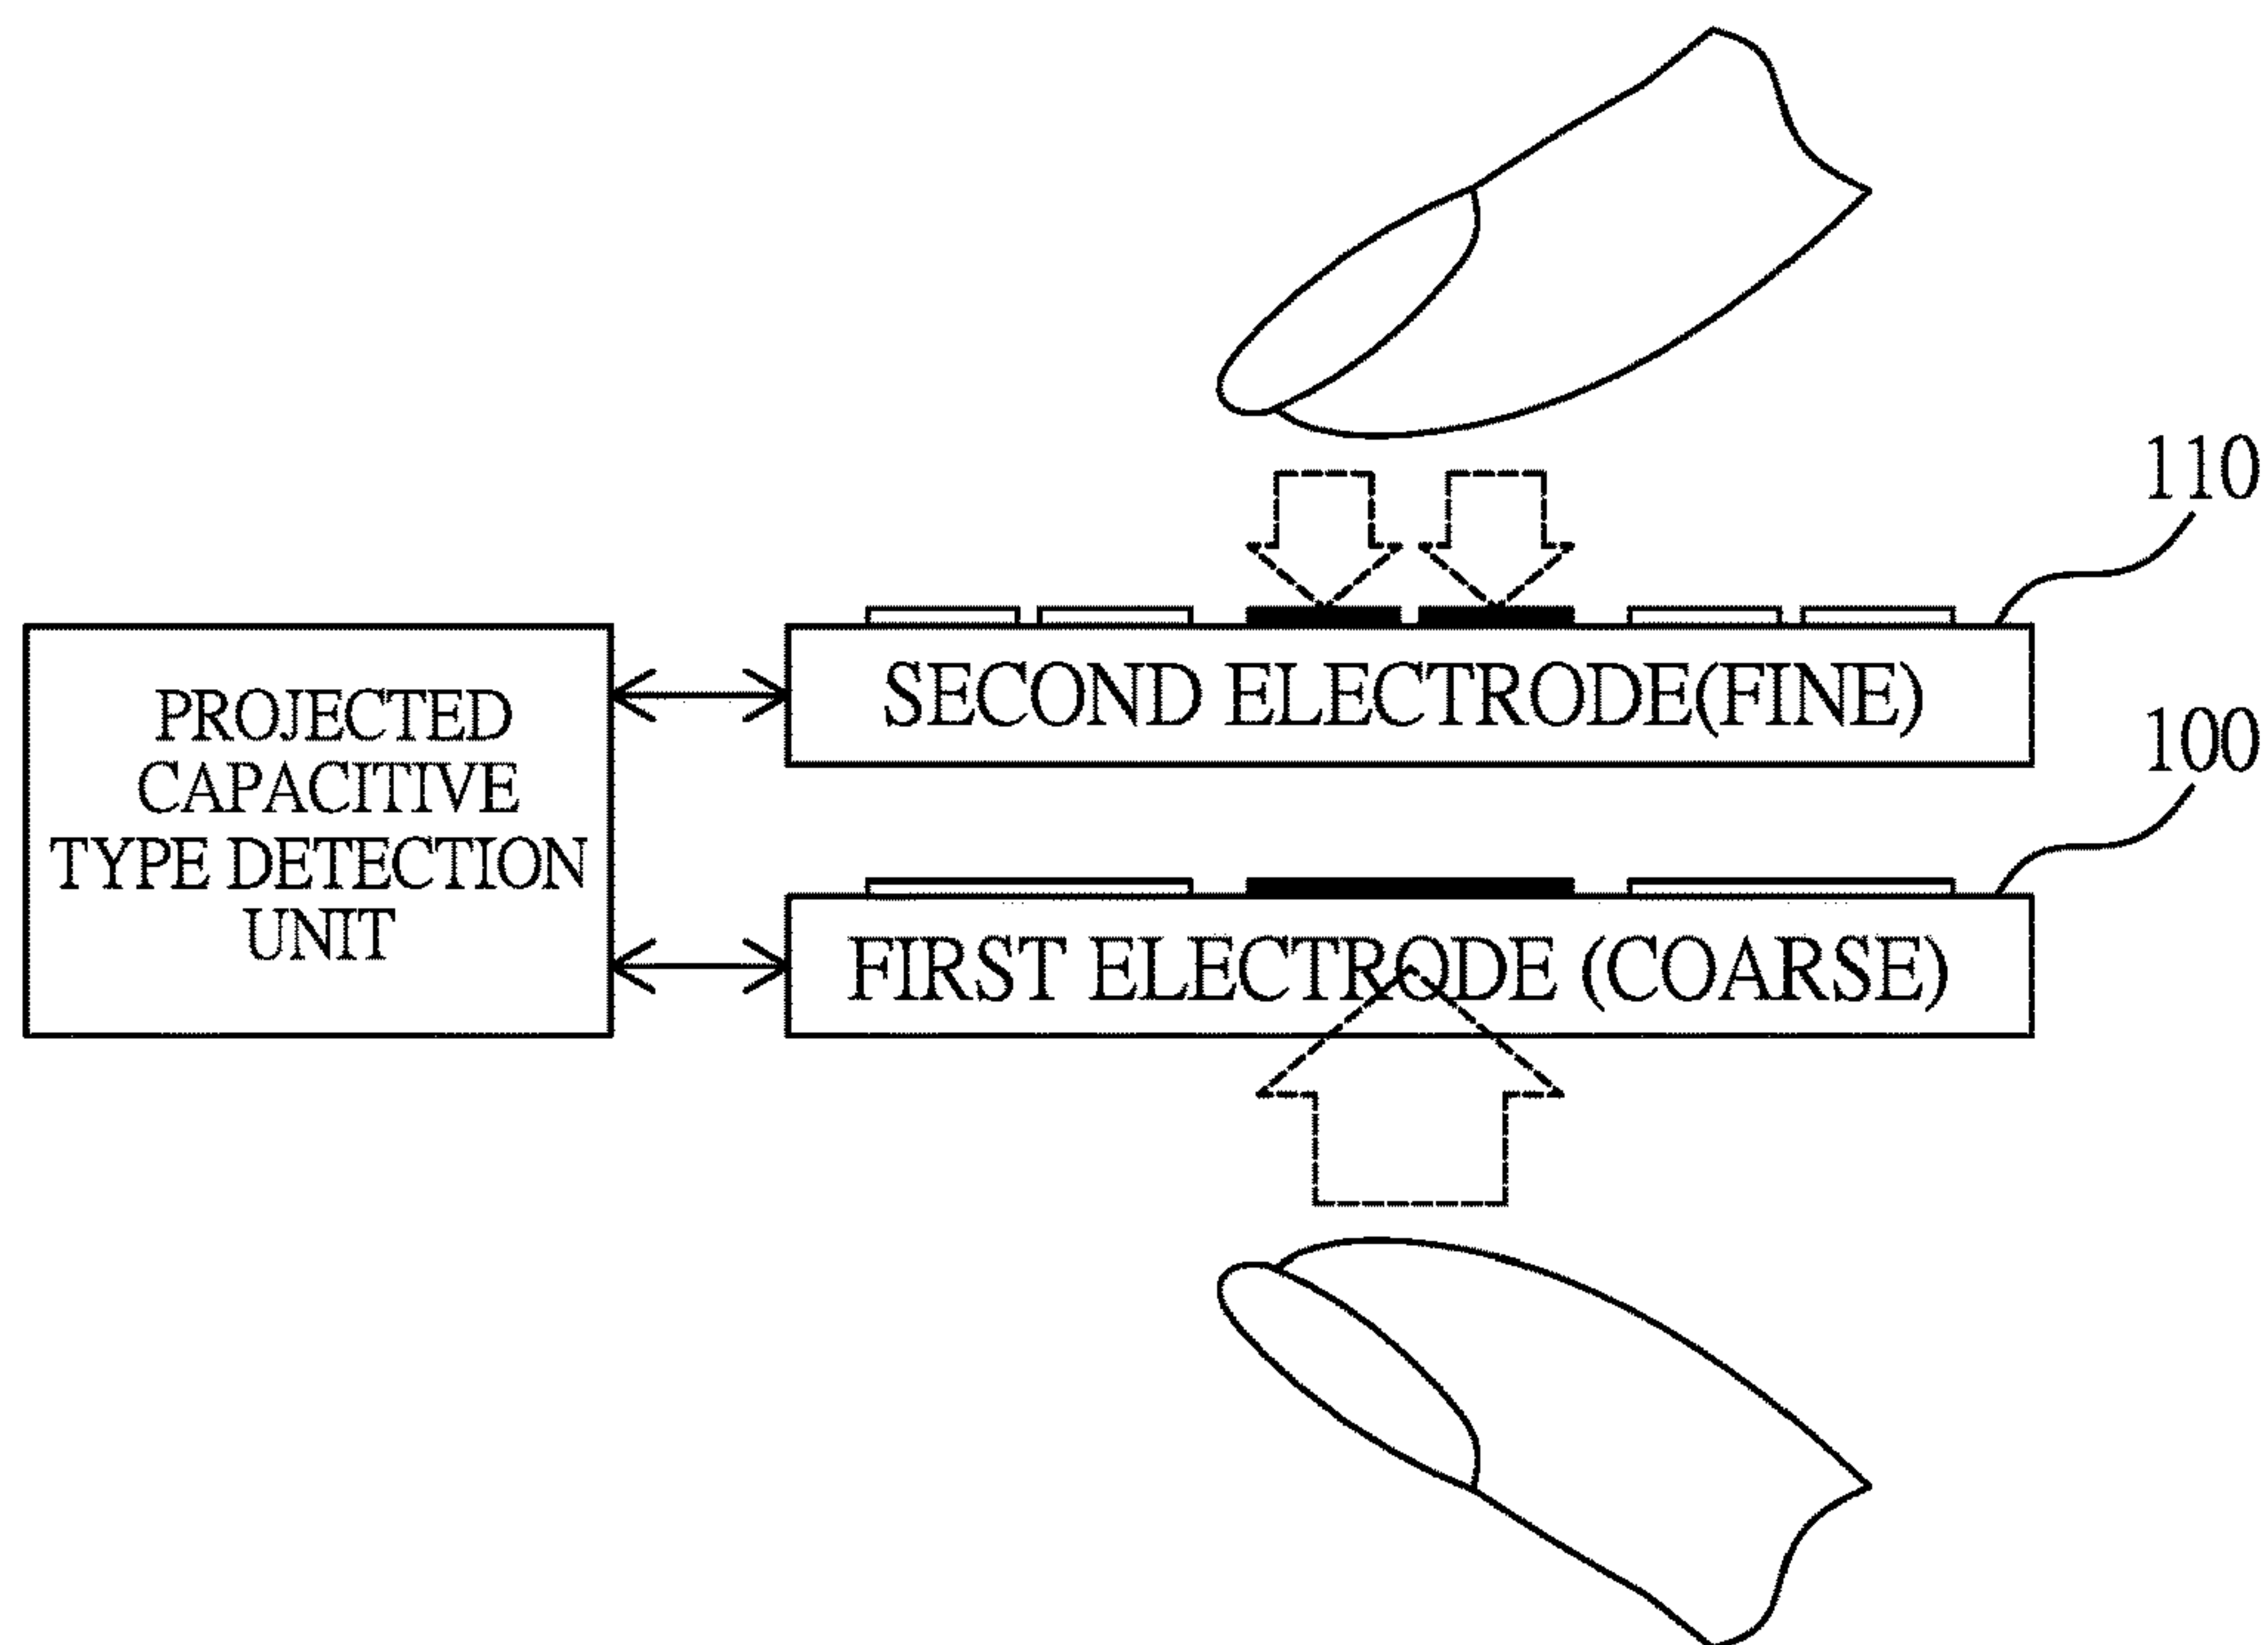 110
SECOND ELECTRODE(FINE)
PROJECTED
CAPACITIVE
TYPE DETECTION
UNIT
100
FIRST ELECTRODE (COARSE)